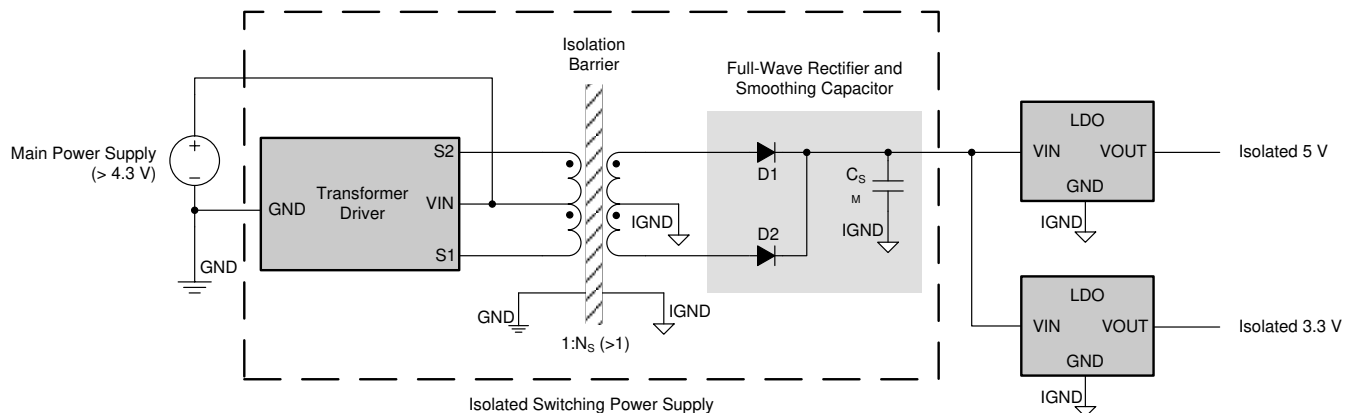 Isolation
Barrier
Full-Wave Rectifier and
Smoothing Capacitor
Main Power Supply
(> 4.3 V)
+
–
GND
GND
Transformer
Driver
S2
VIN
S1
IGND
D1
D2
C_S
M
IGND
GND
IGND
1:N_S (>1)
Isolated Switching Power Supply
LDO
VIN
VOUT
GND
IGND
Isolated 5 V
LDO
VIN
VOUT
GND
IGND
Isolated 3.3 V